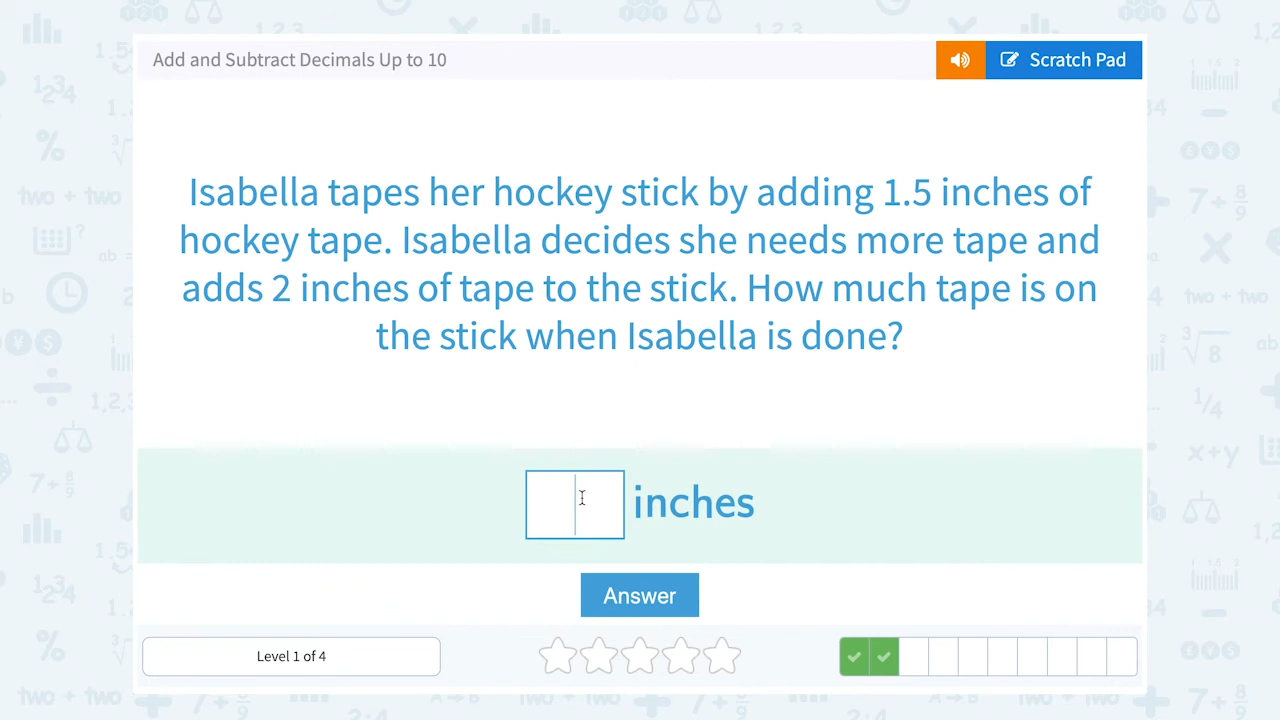 Add and Subtract Decimals Up to 10
Scratch Pad
Isabella tapes her hockey stick by adding 1.5 inches of
hockey tape. Isabella decides she needs more tape and
adds 2 inches of tape to the stick. How much tape is on
the stick when Isabella is done?
inches
Answer
Level 1 of 4